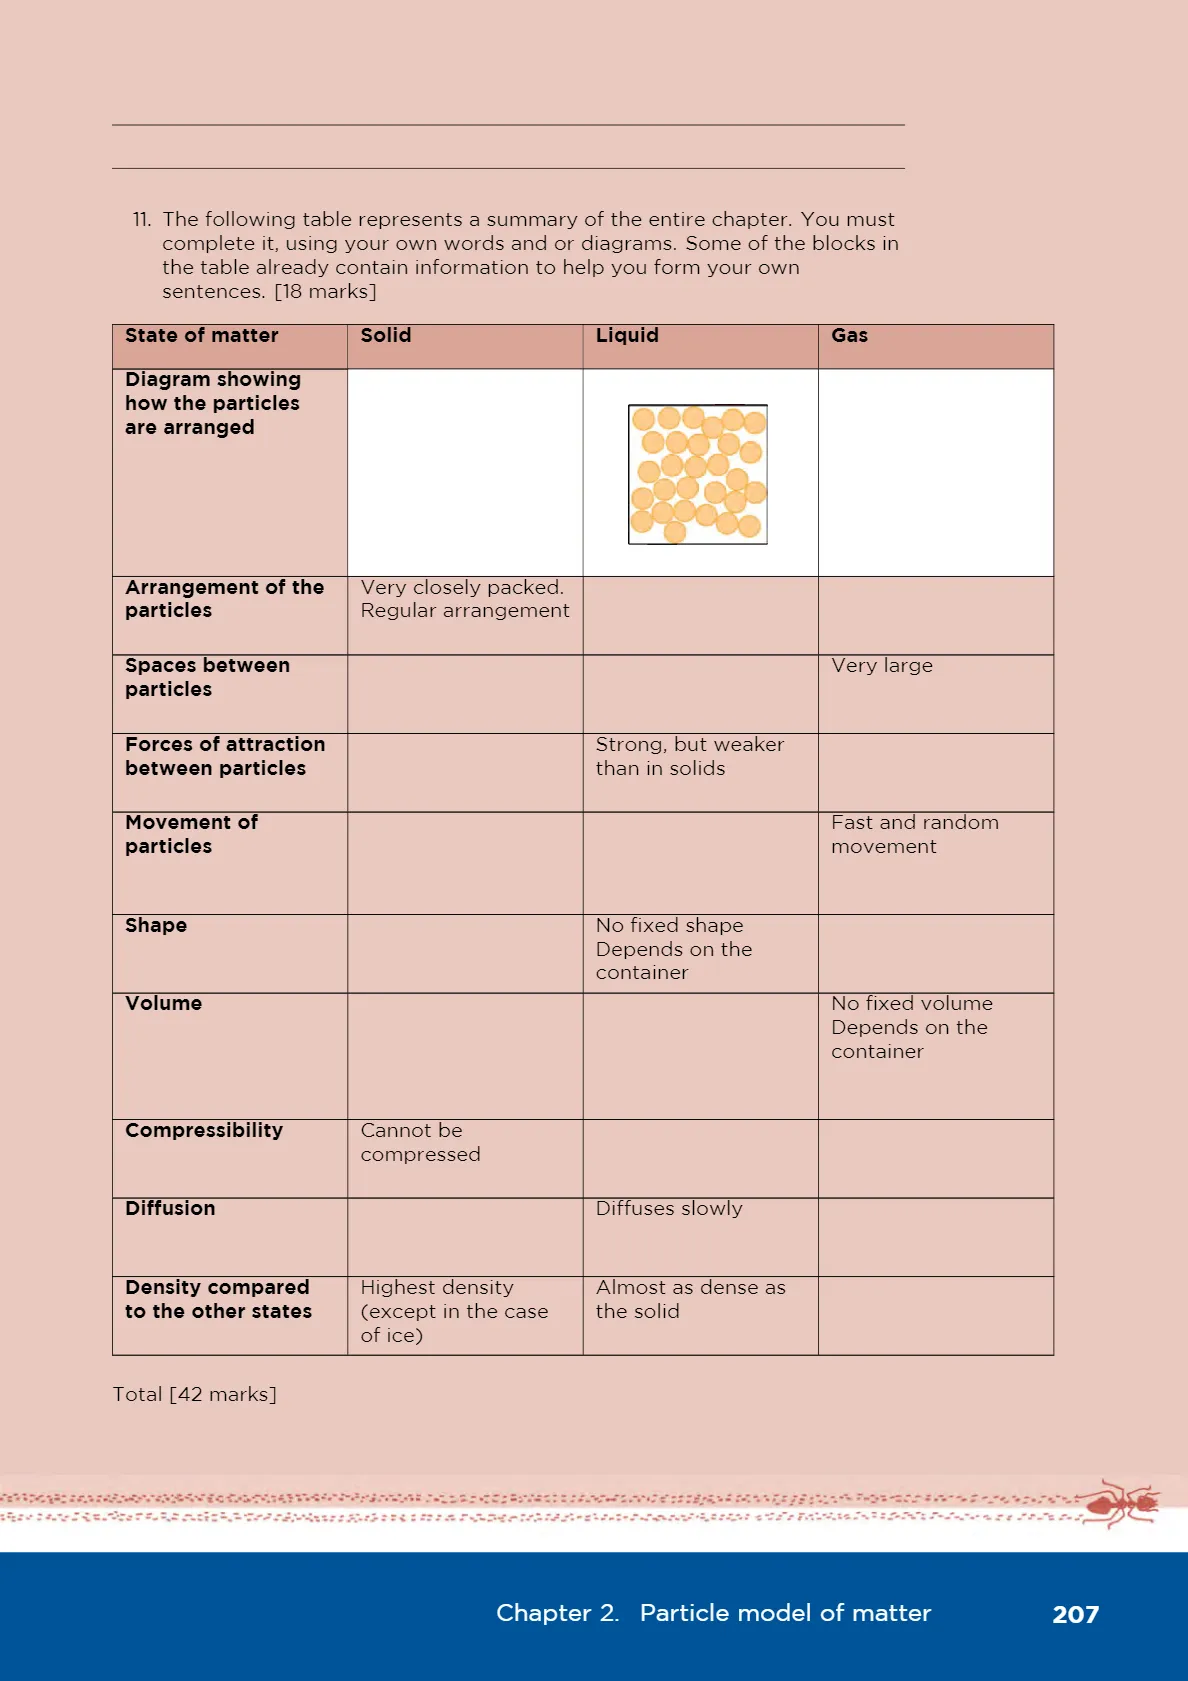 11. The following table represents a summary of the entire chapter. You must
complete it, using your own words and or diagrams. Some of the blocks in
the table already contain information to help you form your own
sentences. [18 marks]
State of matter Solid Liquid Gas
Diagram showing
how the particles
are arranged
Arrangement of the
particles
Very closely packed.
Regular arrangement
Spaces between
particles
Very large
Forces of attraction
between particles
Strong, but weaker
than in solids
Movement of
particles
Fast and random
movement
Shape
No fixed shape
Depends on the
container
Volume
No fixed volume
Depends on the
container
Compressibility
Cannot be
compressed
Diffusion
Diffuses slowly
Density compared
to the other states
Highest density
(except in the case
of ice)
Almost as dense as
the solid
Total [42 marks]
Chapter 2. Particle model of matter 207